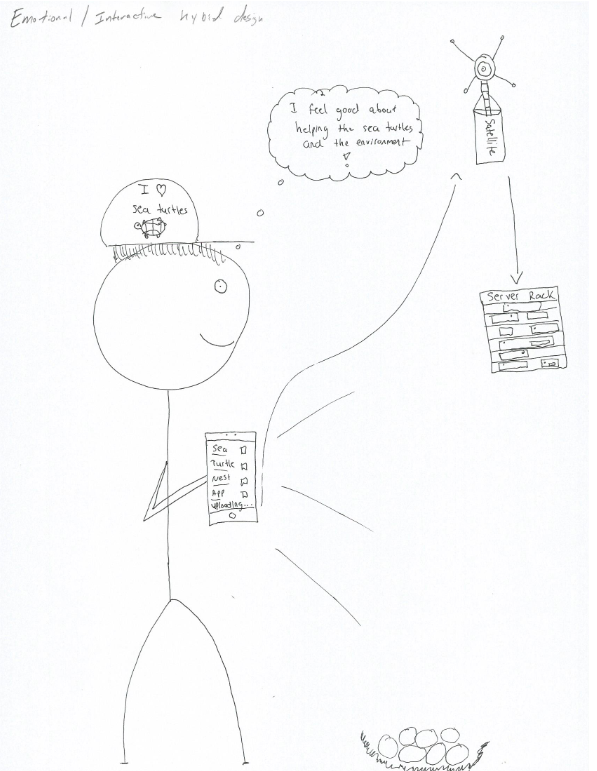 Emotional / Interactive hybid design
I feel good about
helping the sea turtles
and the environment
I ♡
sea turtles
Satellite
Server Rack
Sea
Turtle
Nest
App
Uploading...